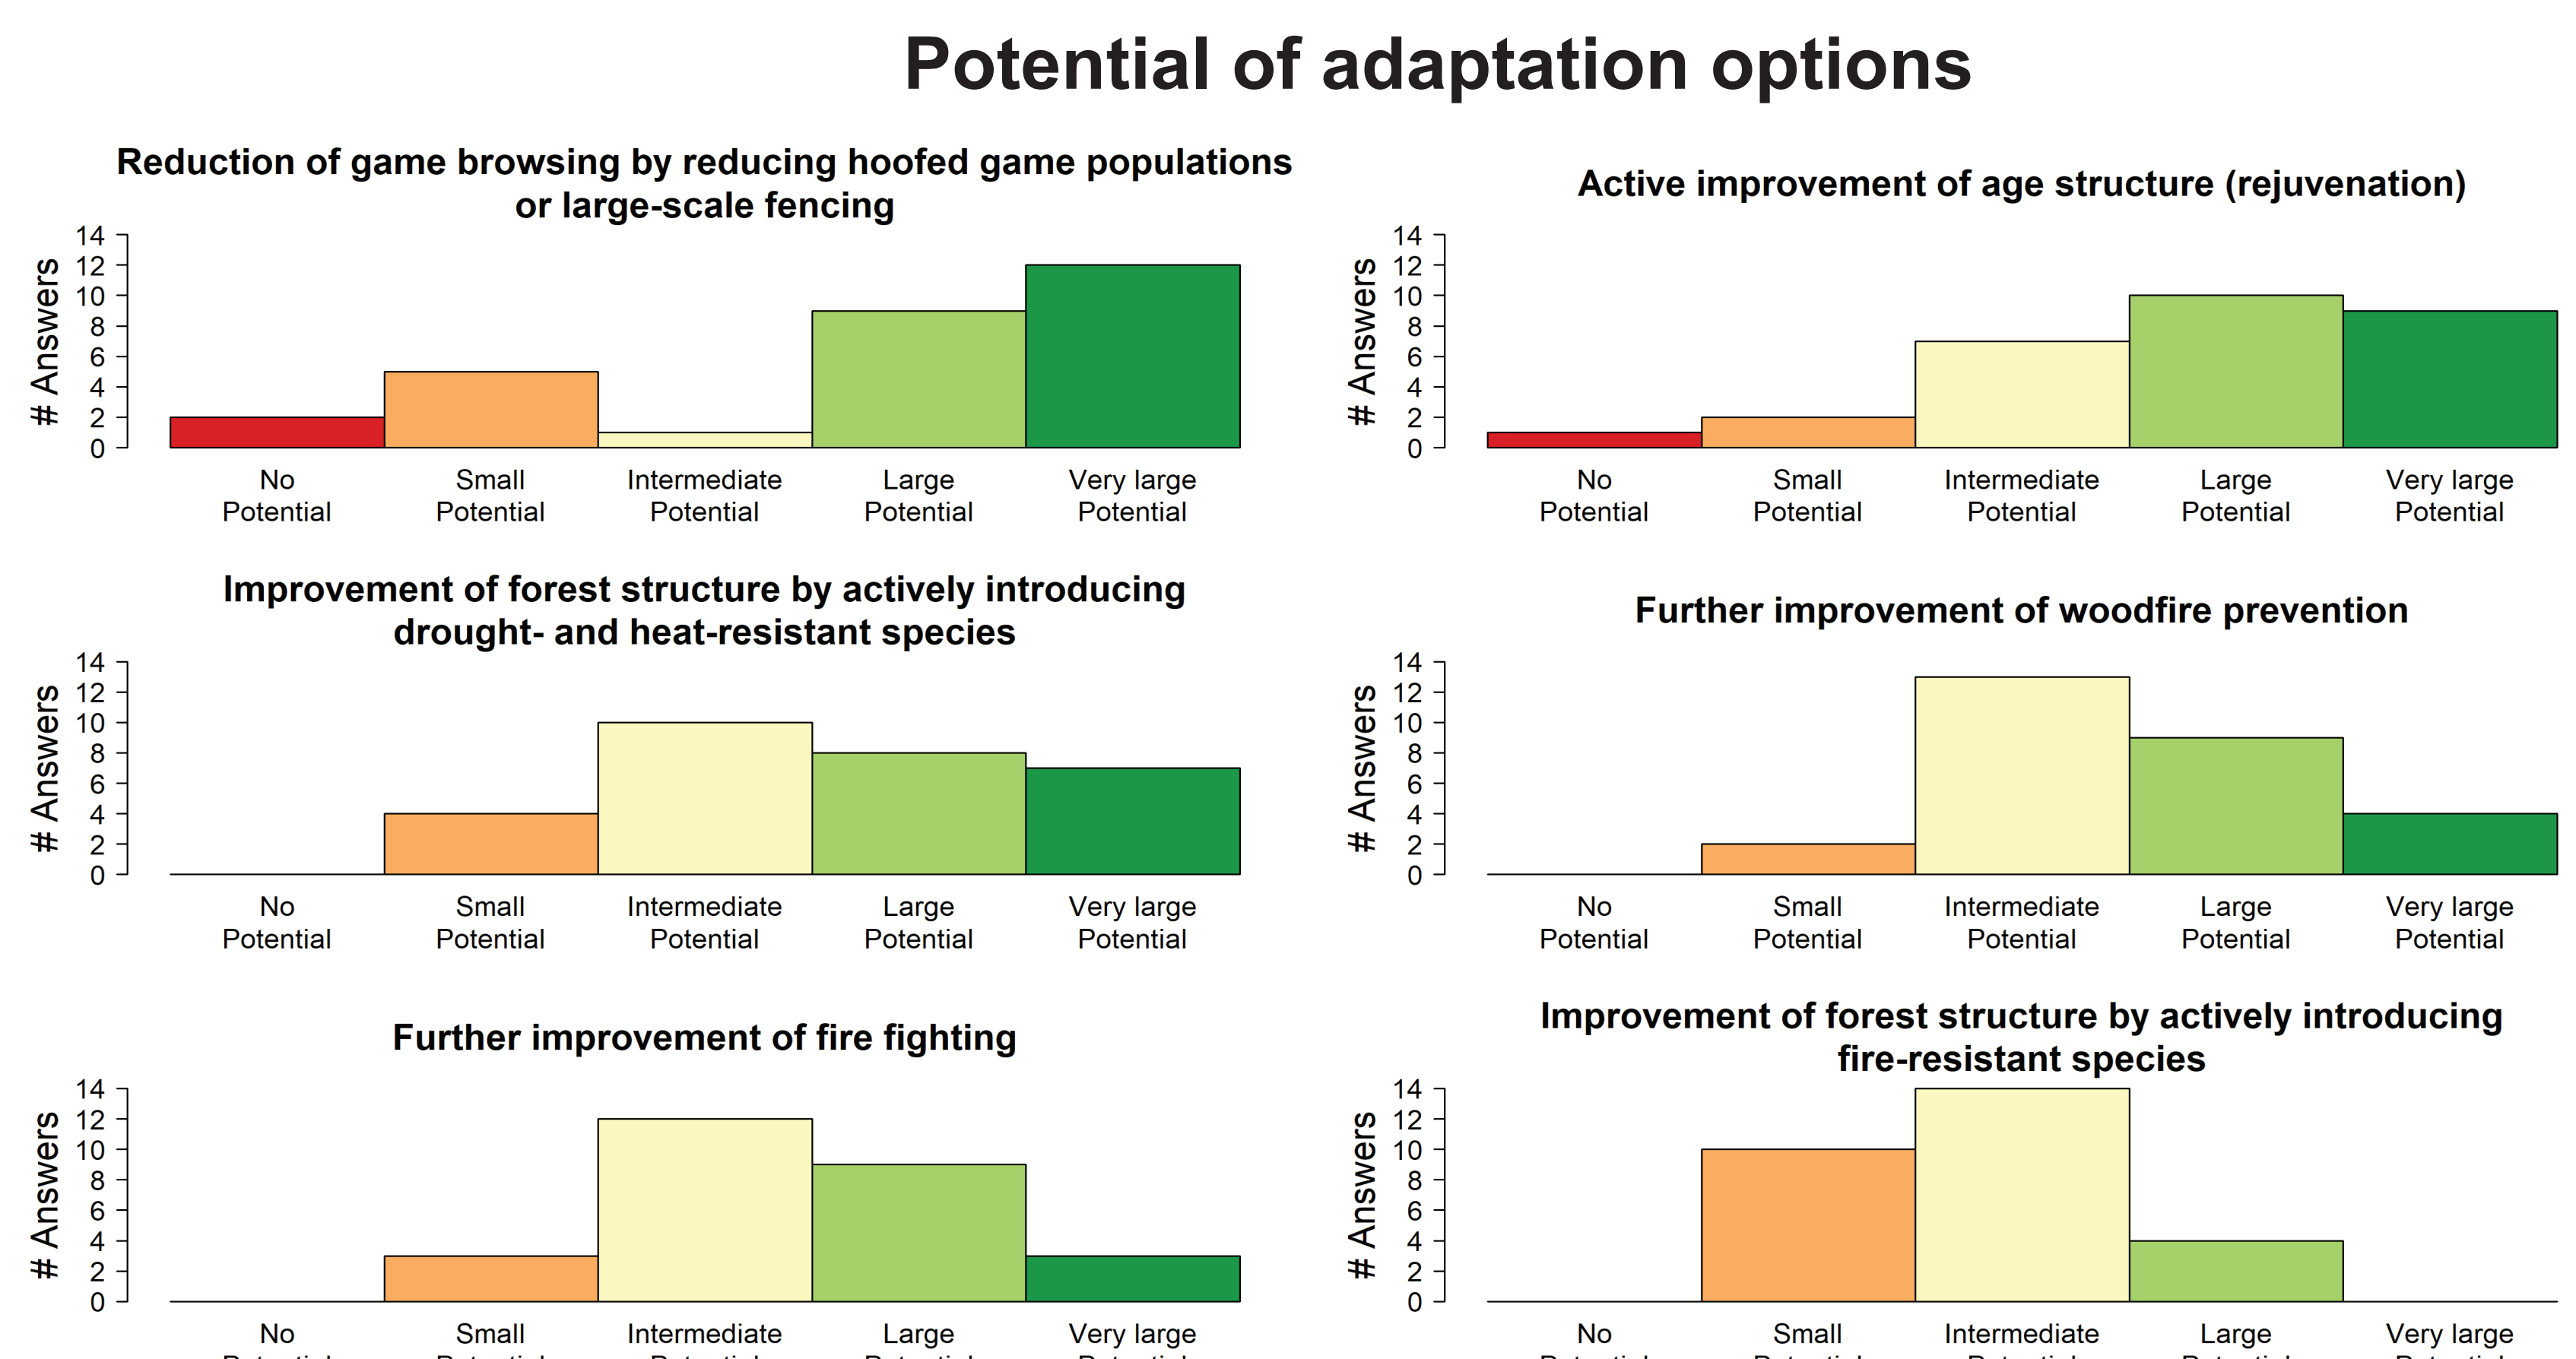 Potential of adaptation options
Reduction of game browsing by reducing hoofed game populations
or large-scale fencing
# Answers
14
12
10
8
6
4
2
0
No Small Intermediate Large Very large
Potential Potential Potential Potential Potential
Active improvement of age structure (rejuvenation)
# Answers
14
12
10
8
6
4
2
0
No Small Intermediate Large Very large
Potential Potential Potential Potential Potential
Improvement of forest structure by actively introducing
drought- and heat-resistant species
# Answers
14
12
10
8
6
4
2
0
No Small Intermediate Large Very large
Potential Potential Potential Potential Potential
Further improvement of woodfire prevention
# Answers
14
12
10
8
6
4
2
0
No Small Intermediate Large Very large
Potential Potential Potential Potential Potential
Further improvement of fire fighting
# Answers
14
12
10
8
6
4
2
0
No Small Intermediate Large Very large
Improvement of forest structure by actively introducing
fire-resistant species
# Answers
14
12
10
8
6
4
2
0
No Small Intermediate Large Very large